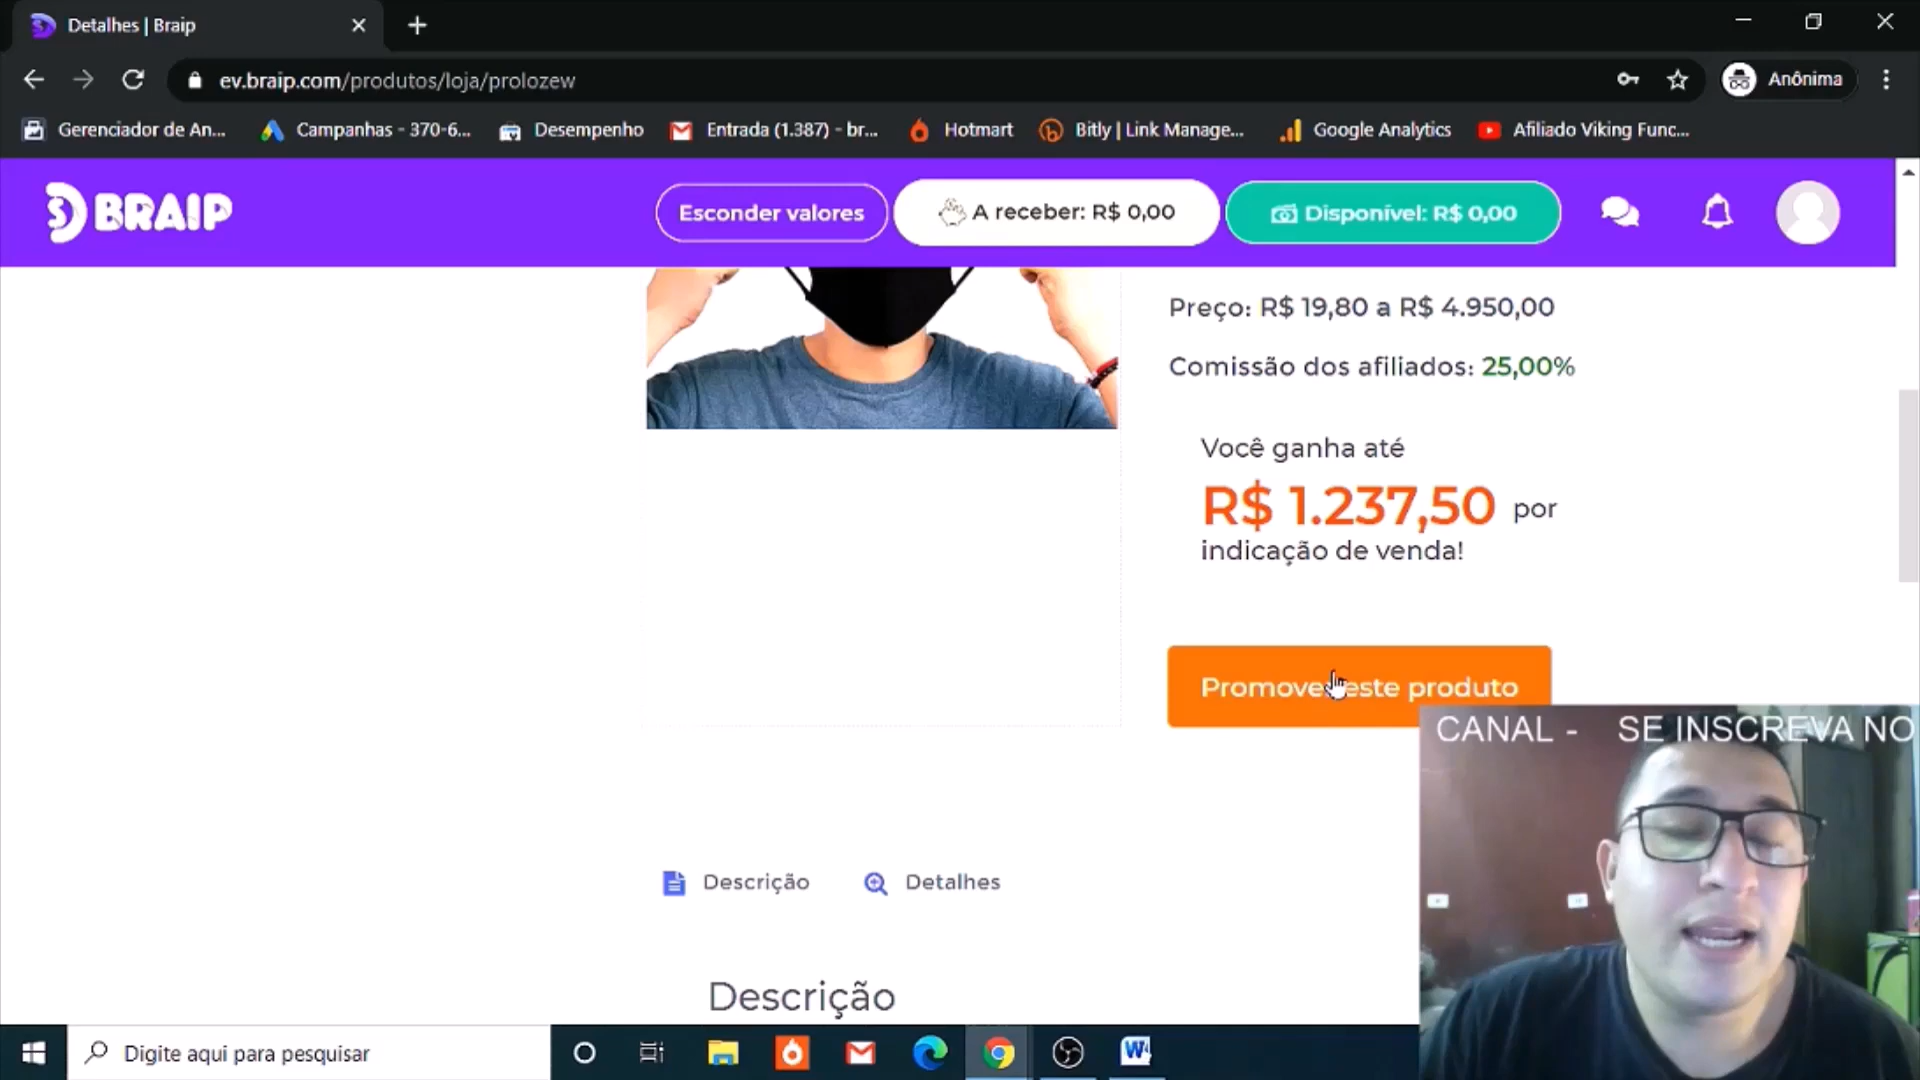 Detalhes | Braip
ev.braip.com/produtos/loja/prolozew
Anônima
Gerenciador de An...
Campanhas - 370-6...
Desempenho
Entrada (1.387) - br...
Hotmart
Bitly | Link Manage...
Google Analytics
Afiliado Viking Func...
BRAIP
Esconder valores
A receber: R$ 0,00
Disponível: R$ 0,00
Preço: R$ 19,80 a R$ 4.950,00
Comissão dos afiliados: 25,00%
Você ganha até
R$ 1.237,50 por
indicação de venda!
Promover este produto
CANAL - SE INSCREVA NO
Descrição
Detalhes
Descrição
Digite aqui para pesquisar